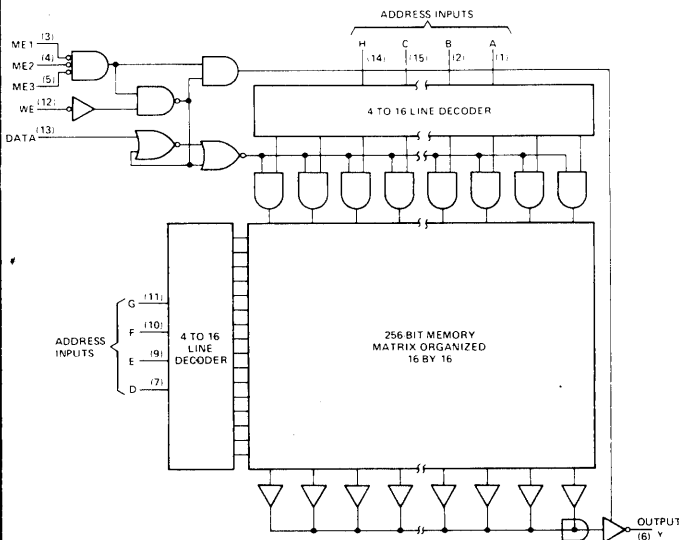 ADDRESS INPUTS
H C B A
(14) (15) (2) (1)
ME1 (3)
ME2 (4)
ME3 (5)
WE (12)
DATA (13)
4 TO 16 LINE DECODER
ADDRESS
INPUTS
G (11)
F (10)
E (9)
D (7)
4 TO 16
LINE
DECODER
256-BIT MEMORY
MATRIX ORGANIZED
16 BY 16
OUTPUT
(6) Y